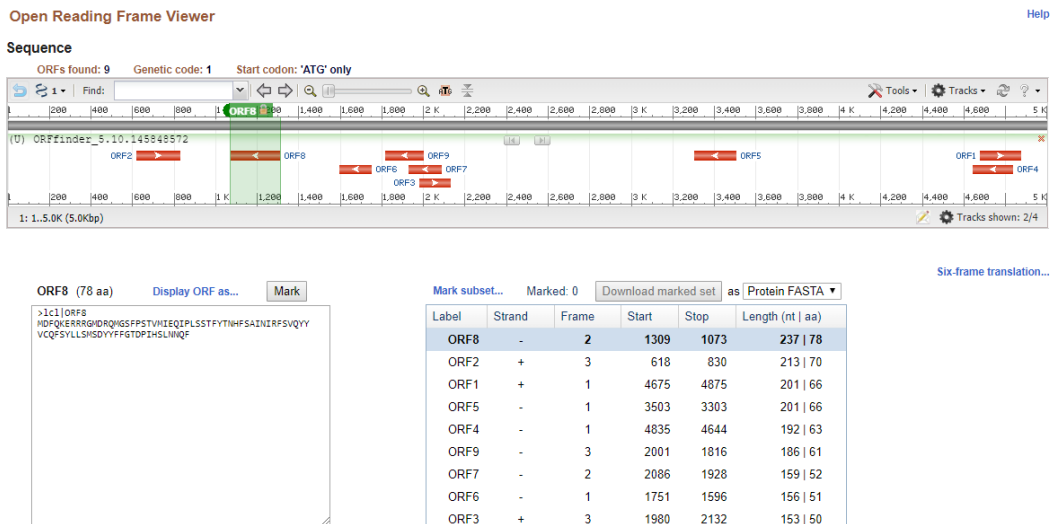 Open Reading Frame Viewer
Help
Sequence
ORFs found: 9 Genetic code: 1 Start codon: 'ATG' only
1 Find: Tools Tracks ?
1 200 400 600 800 1 ORF8 200 1,400 1,600 1,800 2 K 2,200 2,400 2,600 2,800 3 K 3,200 3,400 3,600 3,800 4 K 4,200 4,400 4,600 5 K
(U) ORFfinder_5.10.145848572
ORF2 ORF8 ORF9 ORF5 ORF1
ORF6 ORF7 ORF4
ORF3
1 200 400 600 800 1 K 1,200 1,400 1,600 1,800 2 K 2,200 2,400 2,600 2,800 3 K 3,200 3,400 3,600 3,800 4 K 4,200 4,400 4,600 5 K
1: 1..5.0K (5.0Kbp) Tracks shown: 2/4
Six-frame translation...
ORF8 (78 aa) Display ORF as... Mark
>lcl|ORF8
MDFQKERRRGMDRQMGSFPSTVMIEQIPLSSTFYTNHFSAINIRFSVQYY
VCQFSYLLSMSDYYFFGTDPIHSLNNQF
Mark subset... Marked: 0 Download marked set as Protein FASTA
Label Strand Frame Start Stop Length (nt | aa)
ORF8 - 2 1309 1073 237 | 78
ORF2 + 3 618 830 213 | 70
ORF1 + 1 4675 4875 201 | 66
ORF5 - 1 3503 3303 201 | 66
ORF4 - 1 4835 4644 192 | 63
ORF9 - 3 2001 1816 186 | 61
ORF7 - 2 2086 1928 159 | 52
ORF6 - 1 1751 1596 156 | 51
ORF3 + 3 1980 2132 153 | 50